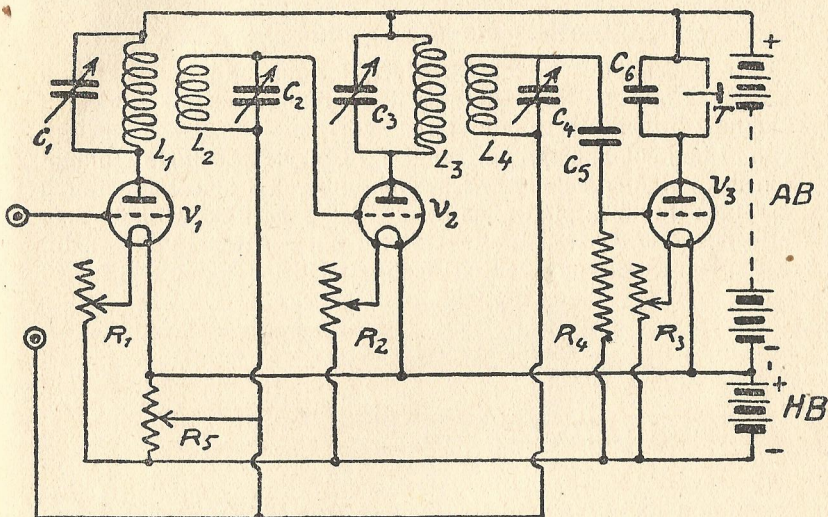 C1
L1
L2
C2
C3
L3
L4
C4
C5
C6
T
+
V1
V2
V3
AB
R1
R2
R4
R3
-
+
R5
HB
-